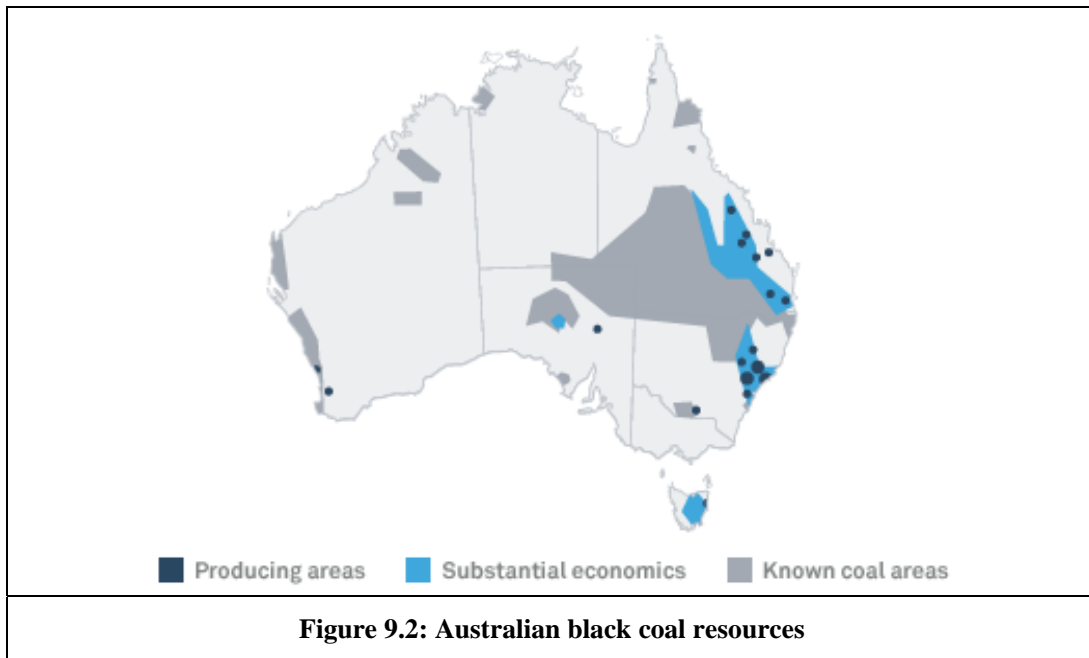 Producing areas Substantial economics Known coal areas
Figure 9.2: Australian black coal resources